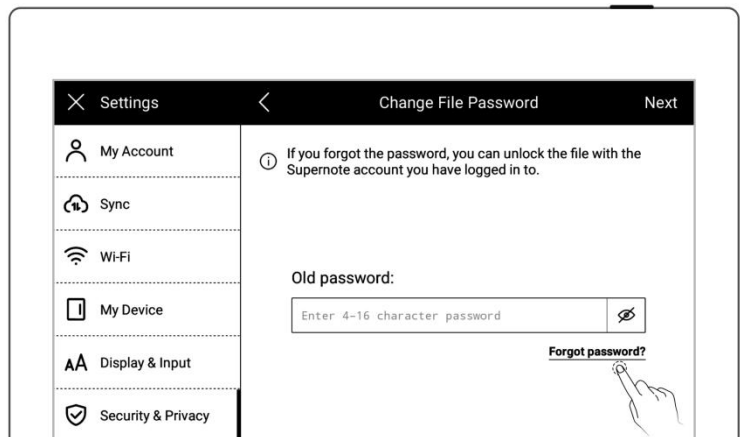 Settings
Change File Password
Next
My Account
Sync
Wi-Fi
My Device
AA Display & Input
Security & Privacy
If you forgot the password, you can unlock the file with the
Supernote account you have logged in to.
Old password:
Enter 4-16 character password
Forgot password?